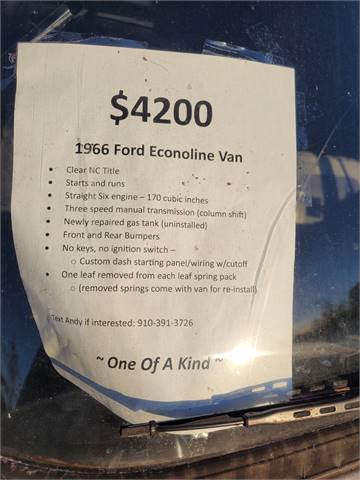 $4200
1966 Ford Econoline Van
• Clear NC Title
• Starts and runs
• Straight Six engine – 170 cubic inches
• Three speed manual transmission (column shift)
• Newly repaired gas tank (uninstalled)
• Front and Rear Bumpers
• No keys, no ignition switch –
o Custom dash starting panel/wiring w/cutoff
• One leaf removed from each leaf spring pack
o (removed springs come with van for re-install)
Text Andy if interested: 910-391-3726
~ One Of A Kind ~